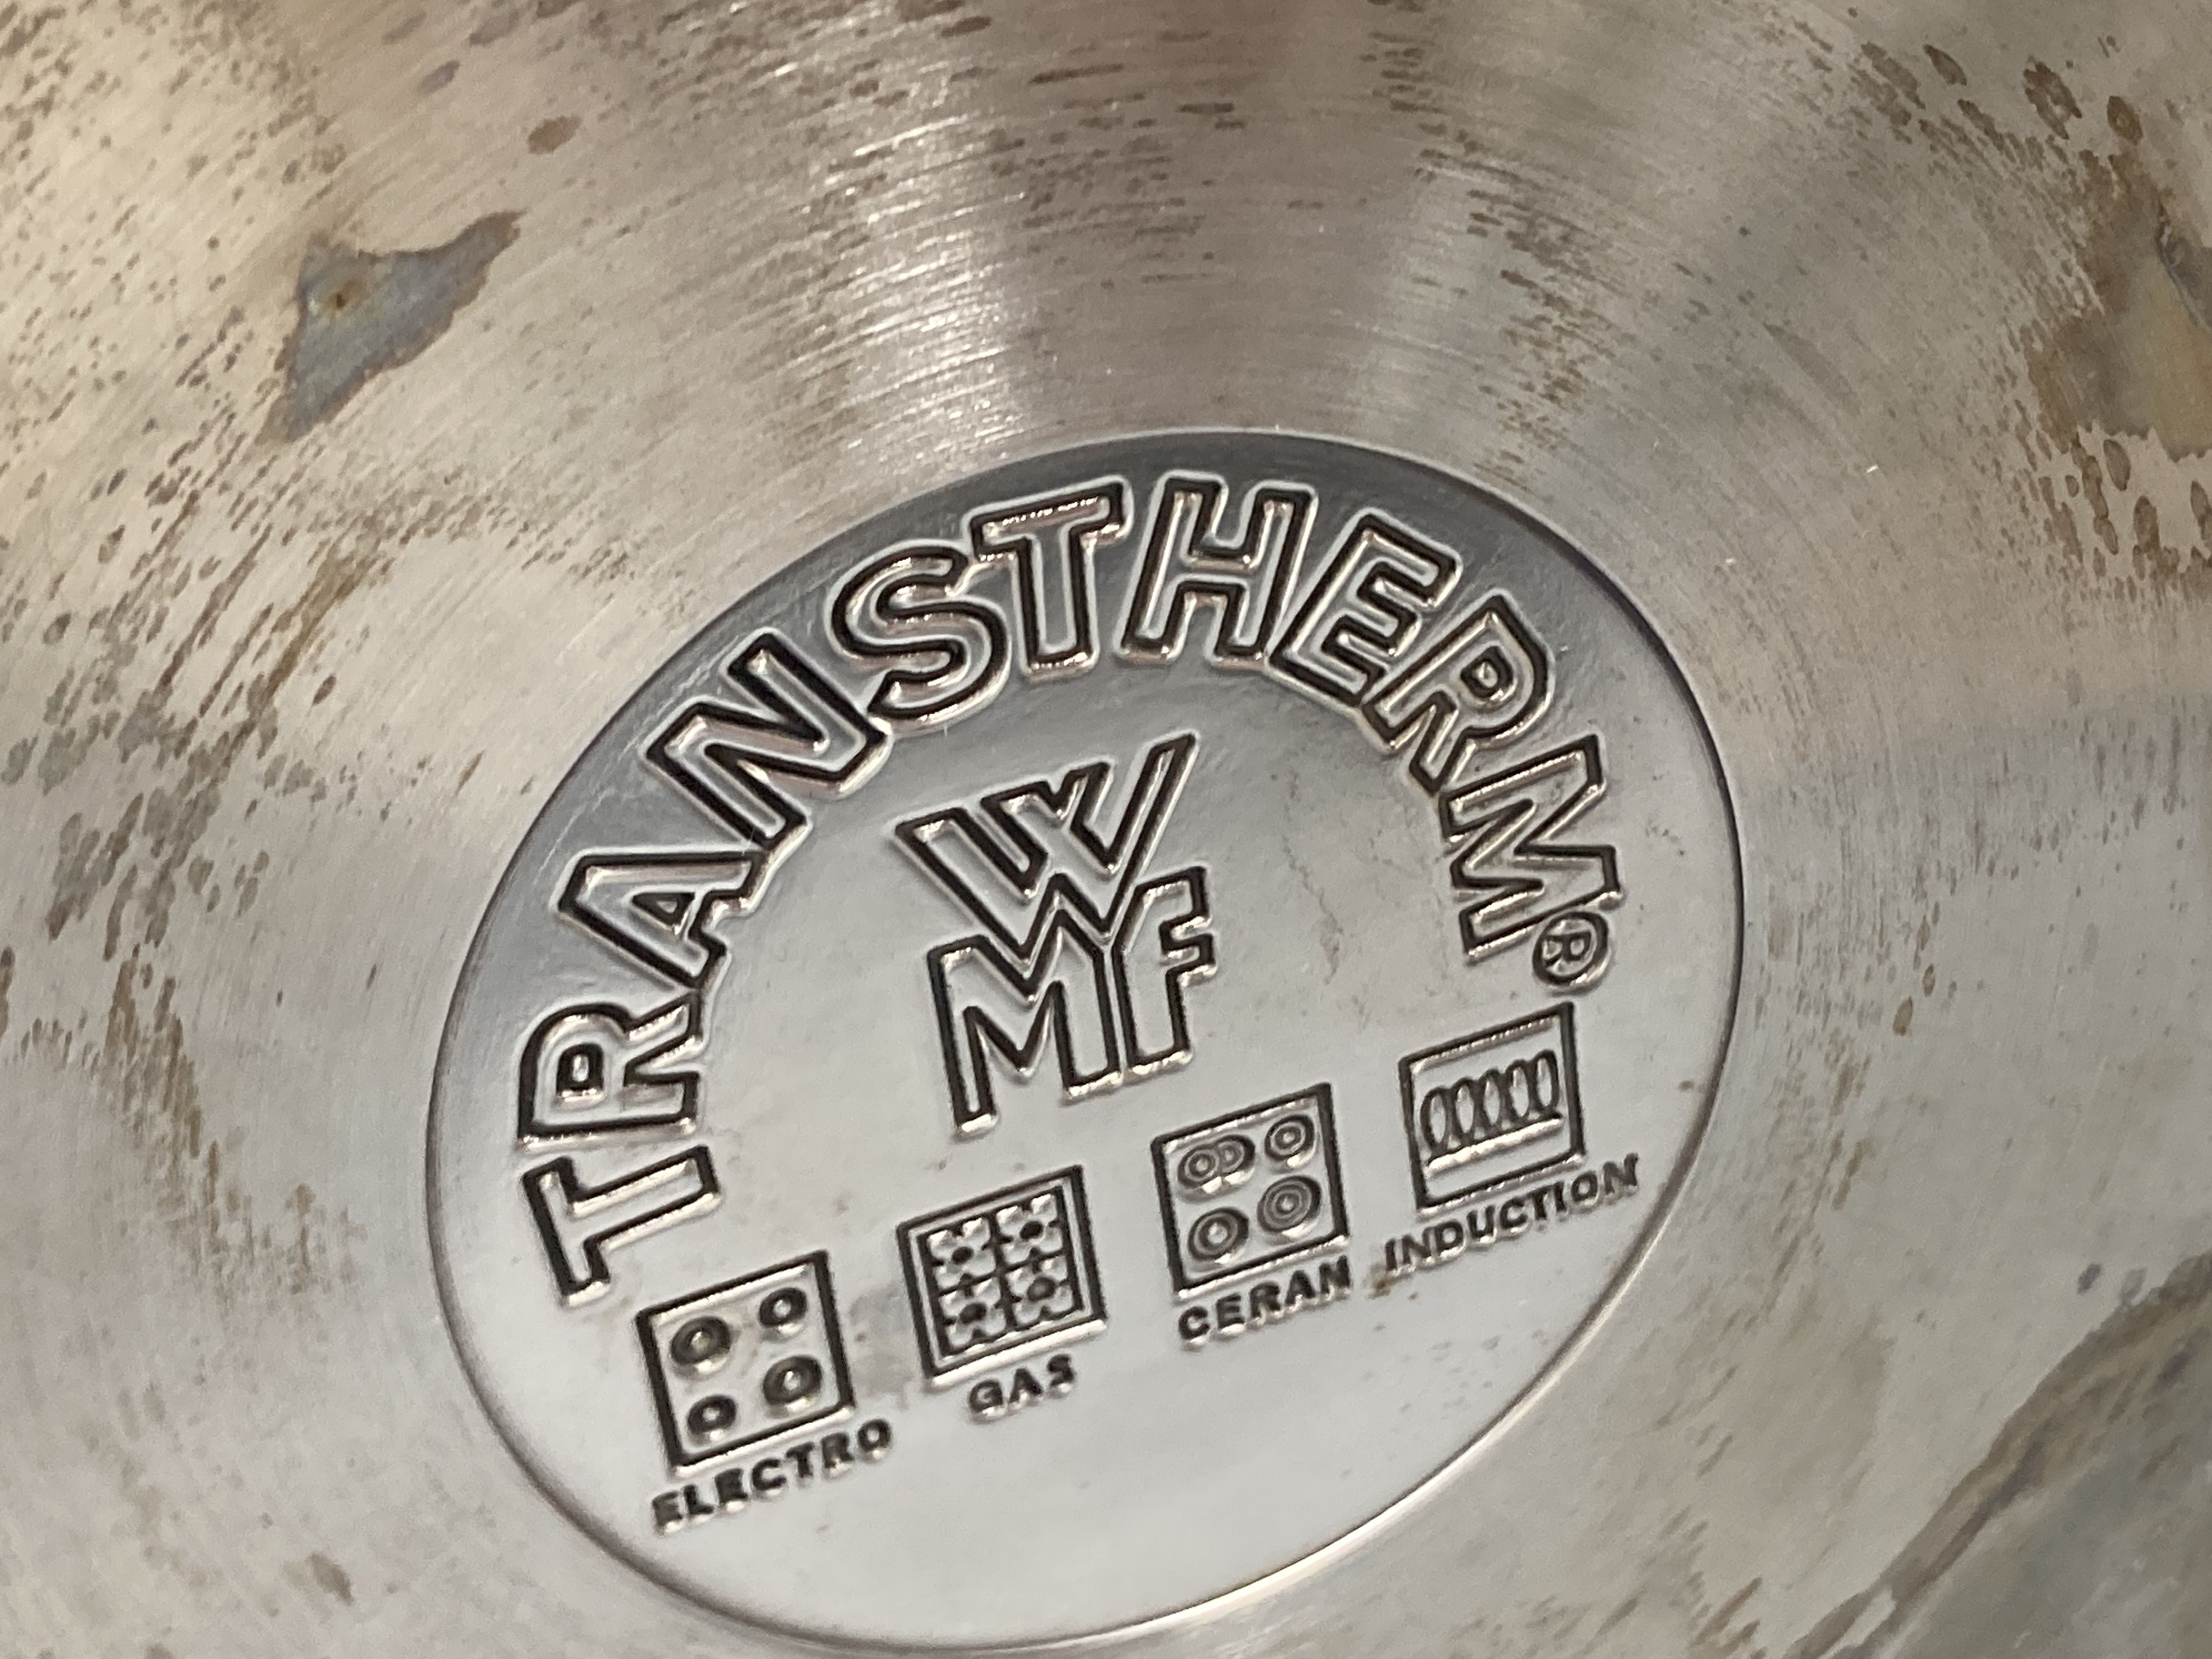 TRANSTHERM®
WMF
ELECTRO
GAS
CERAN
INDUCTION